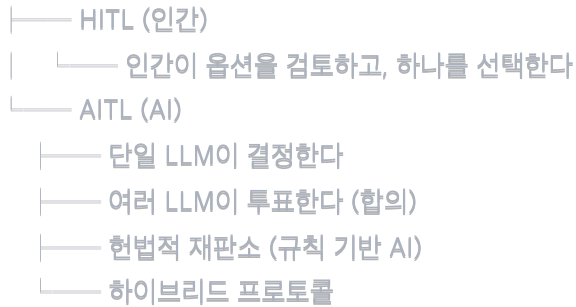 HITL (인간)
인간이 옵션을 검토하고, 하나를 선택한다
AITL (AI)
단일 LLM이 결정한다
여러 LLM이 투표한다 (합의)
헌법적 재판소 (규칙 기반 AI)
하이브리드 프로토콜